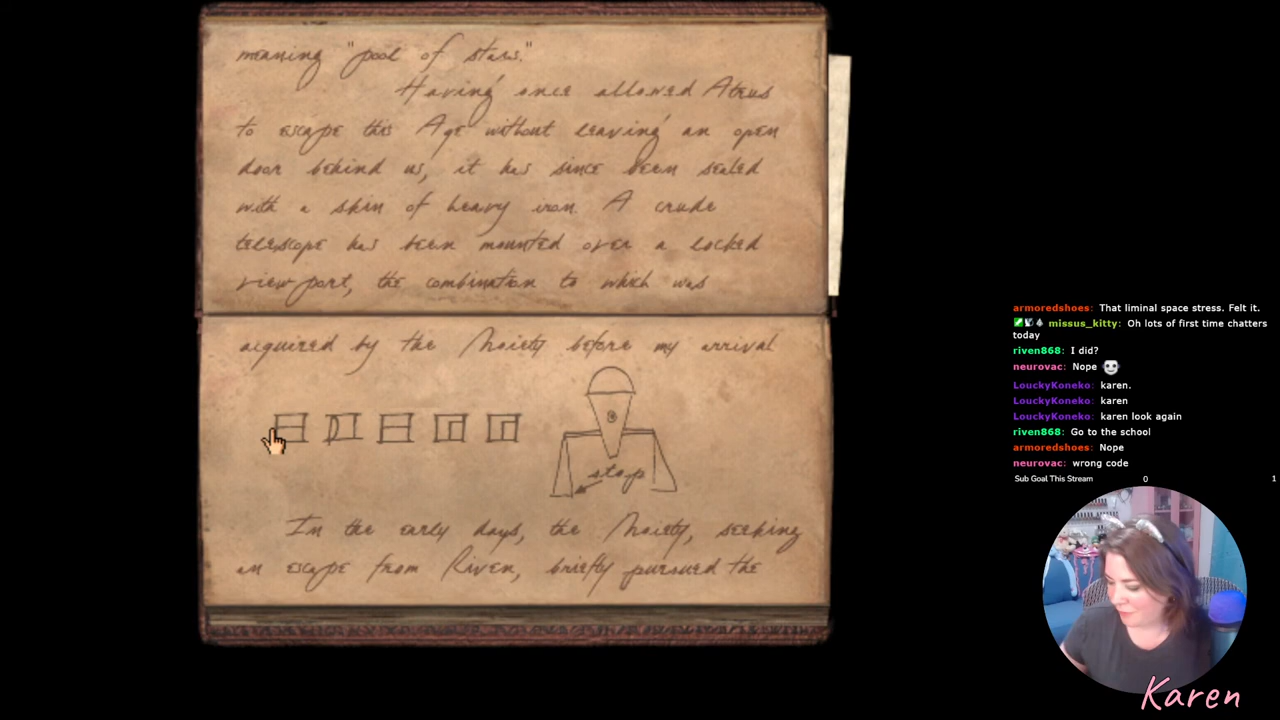 meaning "pool of stars."
Having once allowed Atrus
to escape this Age without leaving an open
door behind us, it has since been sealed
with a skin of heavy iron. A crude
telescope has been mounted over a locked
view port, the combination to which was
acquired by the Moiety before my arrival
stop
In the early days, the Moiety, seeking
an escape from Riven, briefly pursued the
armoredshoes: That liminal space stress. Felt it.
missus_kitty: Oh lots of first time chatters
today
riven868: I did?
neurovac: Nope
LouckyKoneko: karen.
LouckyKoneko: karen
LouckyKoneko: karen look again
riven868: Go to the school
armoredshoes: Nope
neurovac: wrong code
Sub Goal This Stream 0 1
Karen